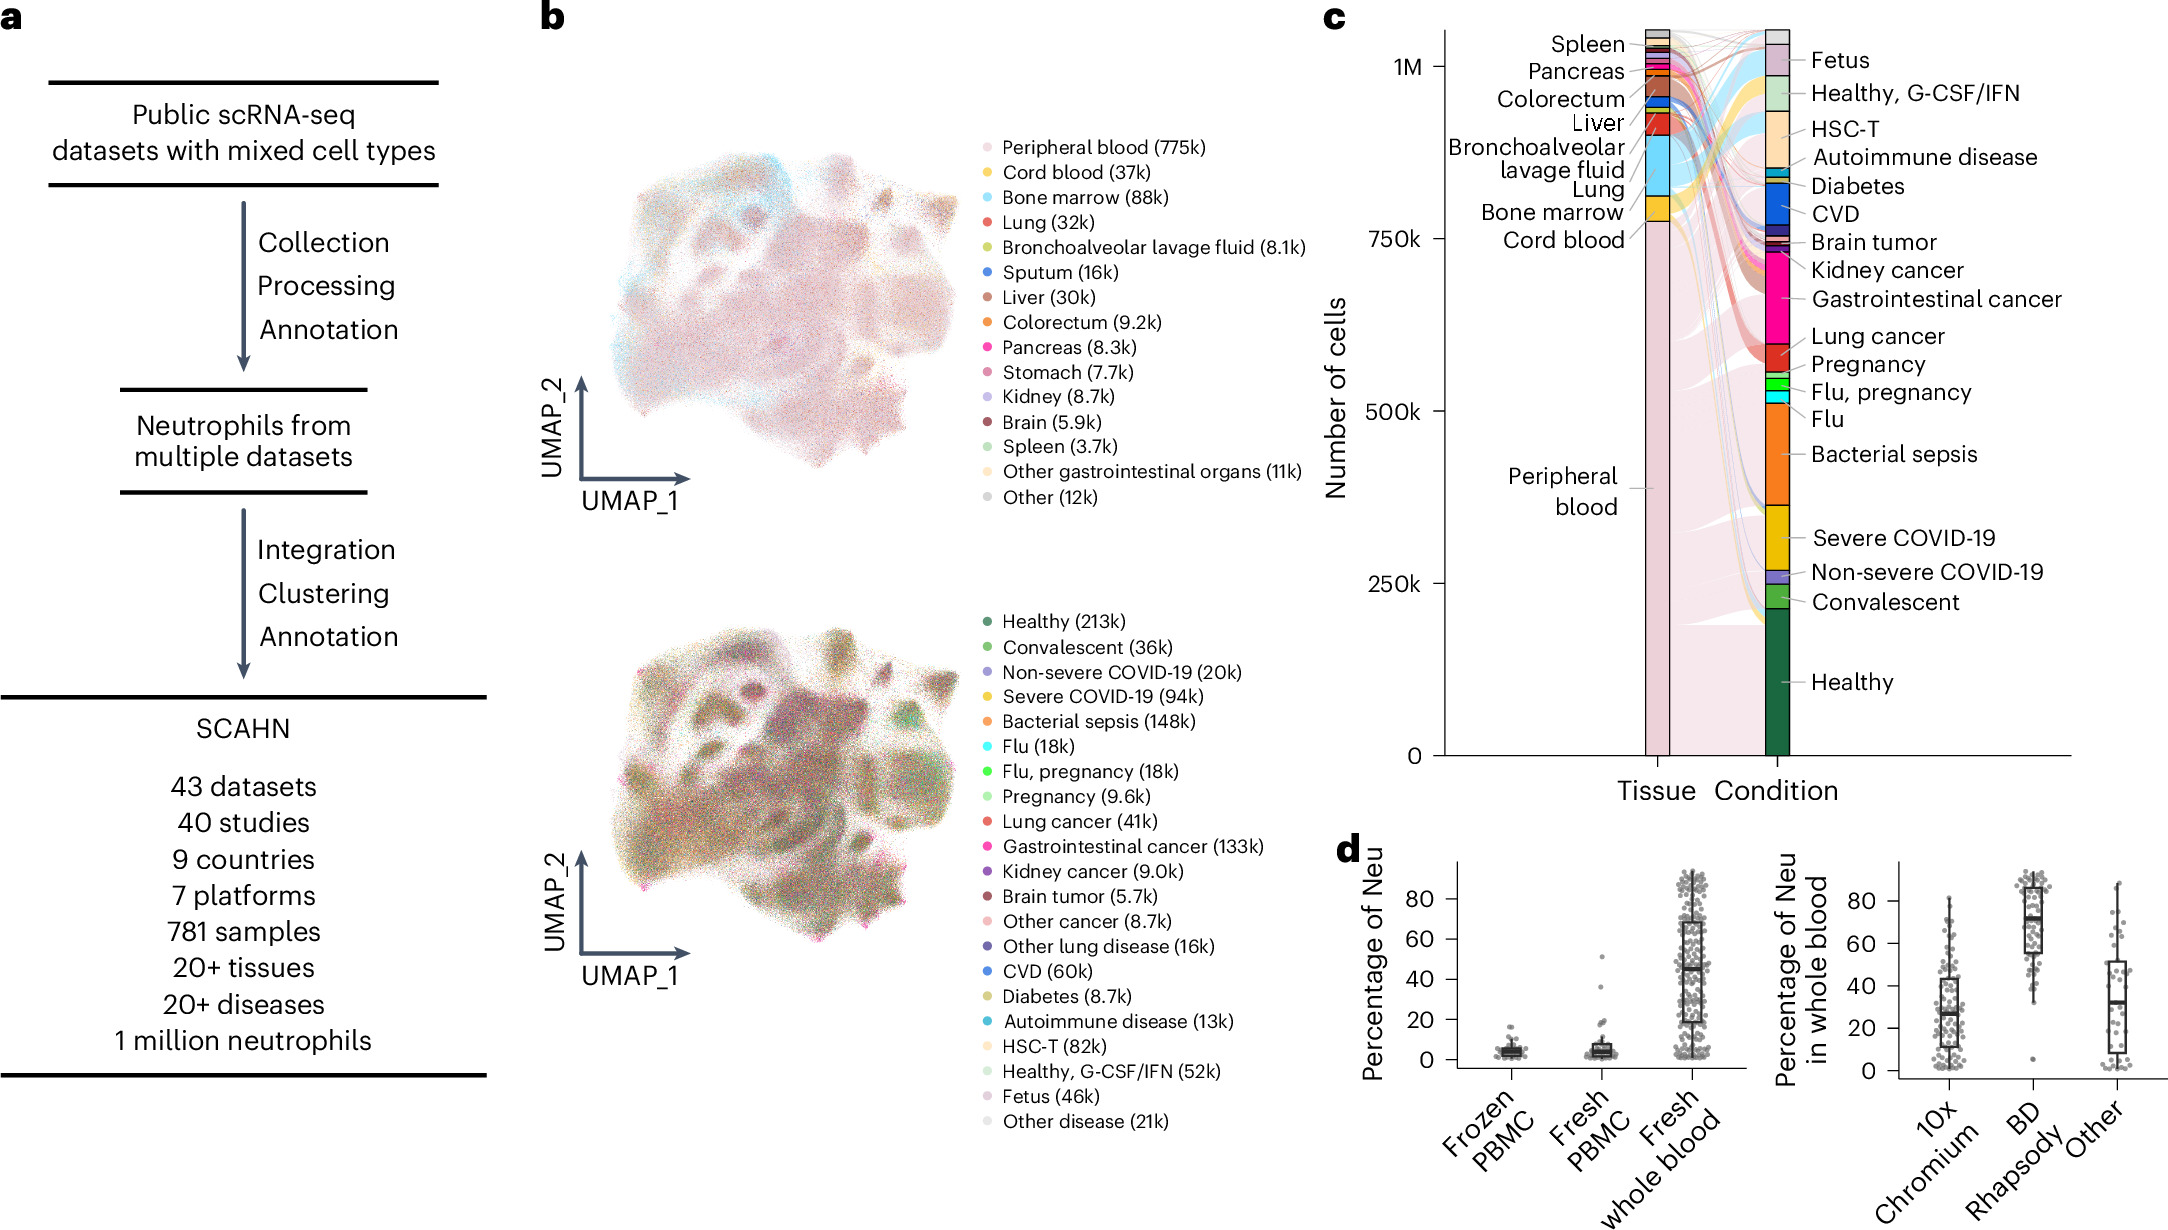 a
Public scRNA-seq
datasets with mixed cell types
Collection
Processing
Annotation
Neutrophils from
multiple datasets
Integration
Clustering
Annotation
SCAHN
43 datasets
40 studies
9 countries
7 platforms
781 samples
20+ tissues
20+ diseases
1 million neutrophils
b
UMAP_2
UMAP_1
Peripheral blood (775k)
Cord blood (37k)
Bone marrow (88k)
Lung (32k)
Bronchoalveolar lavage fluid (8.1k)
Sputum (16k)
Liver (30k)
Colorectum (9.2k)
Pancreas (8.3k)
Stomach (7.7k)
Kidney (8.7k)
Brain (5.9k)
Spleen (3.7k)
Other gastrointestinal organs (11k)
Other (12k)
UMAP_2
UMAP_1
Healthy (213k)
Convalescent (36k)
Non-severe COVID-19 (20k)
Severe COVID-19 (94k)
Bacterial sepsis (148k)
Flu (18k)
Flu, pregnancy (18k)
Pregnancy (9.6k)
Lung cancer (41k)
Gastrointestinal cancer (133k)
Kidney cancer (9.0k)
Brain tumor (5.7k)
Other cancer (8.7k)
Other lung disease (16k)
CVD (60k)
Diabetes (8.7k)
Autoimmune disease (13k)
HSC-T (82k)
Healthy, G-CSF/IFN (52k)
Fetus (46k)
Other disease (21k)
c
Number of cells
1M
750k
500k
250k
0
Spleen
Pancreas
Colorectum
Liver
Bronchoalveolar
lavage fluid
Lung
Bone marrow
Cord blood
Peripheral
blood
Fetus
Healthy, G-CSF/IFN
HSC-T
Autoimmune disease
Diabetes
CVD
Brain tumor
Kidney cancer
Gastrointestinal cancer
Lung cancer
Pregnancy
Flu, pregnancy
Flu
Bacterial sepsis
Severe COVID-19
Non-severe COVID-19
Convalescent
Healthy
Tissue
Condition
d
Percentage of Neu
80
60
40
20
0
Frozen
PBMC
Fresh
PBMC
Fresh
whole blood
Percentage of Neu
in whole blood
80
60
40
20
0
10x
Chromium
BD
Rhapsody
Other